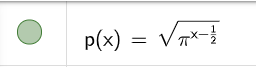 p(x) = √(π^(x−1/2))